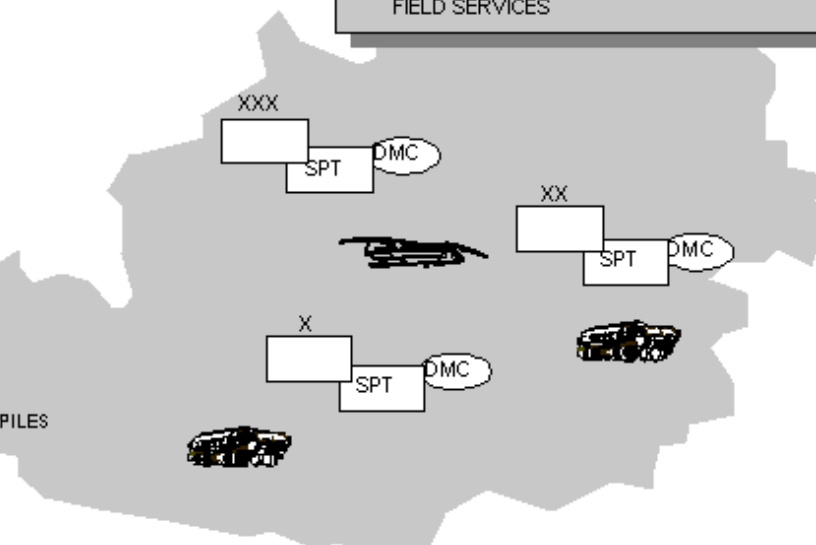 FIELD SERVICES
XXX
SPT
DMC
XX
SPT
DMC
X
SPT
DMC
PILES